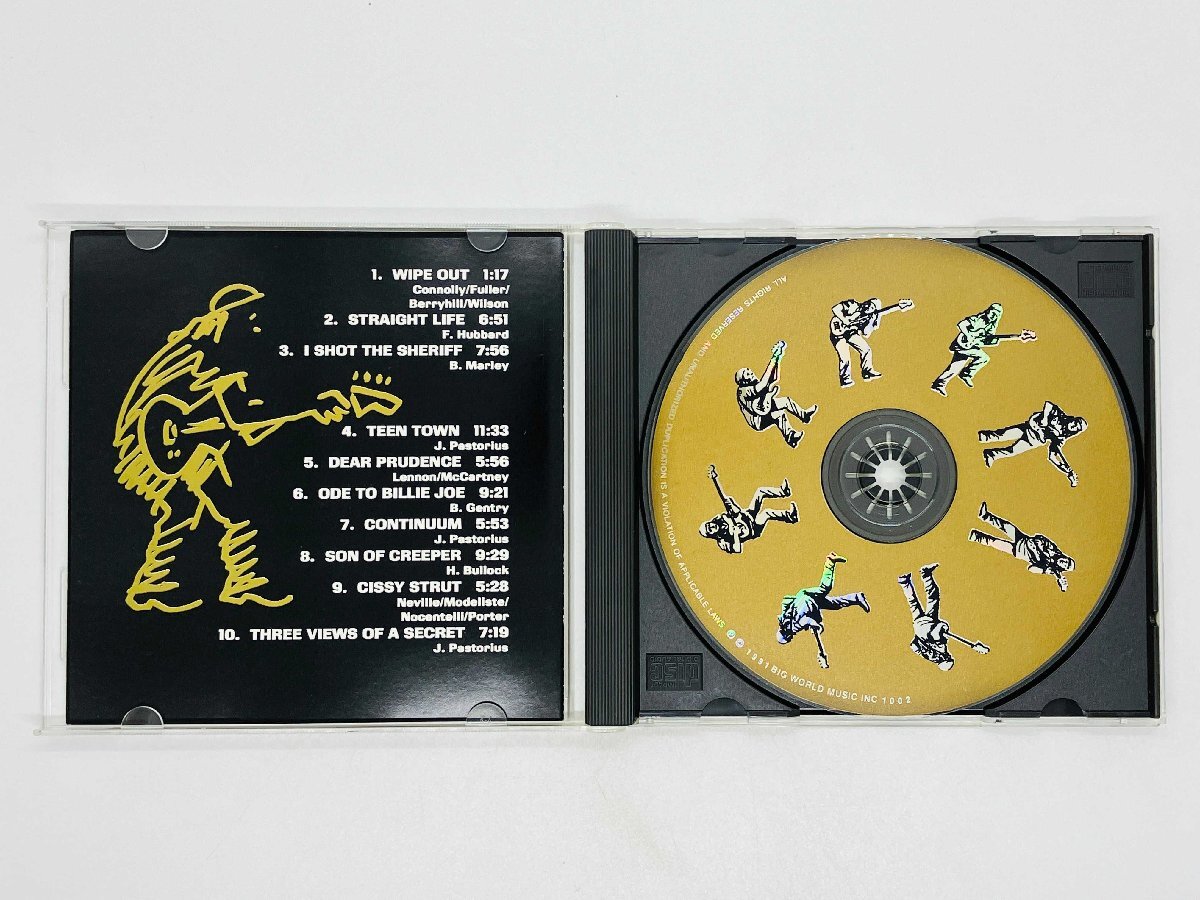 1. WIPE OUT 1:17
Connolly/Fuller/
Berryhill/Wilson
2. STRAIGHT LIFE 6:51
F. Hubbard
3. I SHOT THE SHERIFF 7:56
B. Marley
4. TEEN TOWN 11:33
J. Pastorius
5. DEAR PRUDENCE 5:56
Lennon/McCartney
6. ODE TO BILLIE JOE 9:21
B. Gentry
7. CONTINUUM 5:53
J. Pastorius
8. SON OF CREEPER 9:29
H. Bullock
9. CISSY STRUT 5:28
Neville/Modeliste/
Nocentelli/Porter
10. THREE VIEWS OF A SECRET 7:19
J. Pastorius
ALL RIGHTS RESERVED AND UNAUTHORIZED DUPLICATION IS A VIOLATION OF APPLICABLE LAWS ℗ © 1991 BIG WORLD MUSIC INC 1002